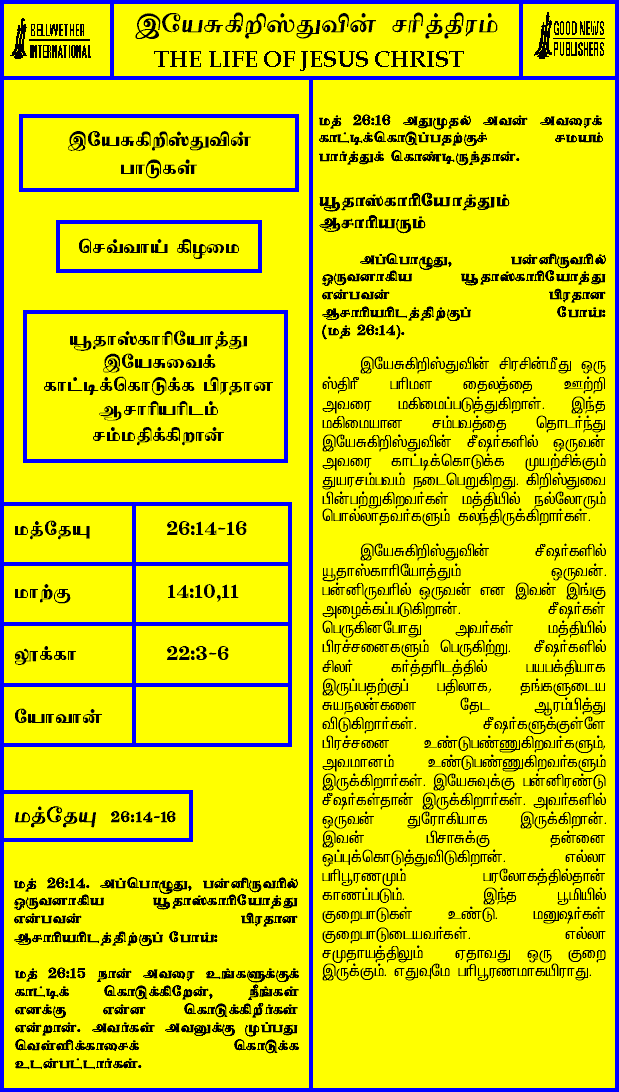 BELLWETHER
INTERNATIONAL
இயேசுகிறிஸ்துவின் சரித்திரம்
THE LIFE OF JESUS CHRIST
GOOD NEWS
PUBLISHERS
இயேசுகிறிஸ்துவின்
பாடுகள்
செவ்வாய் கிழமை
யூதாஸ்காரியோத்து
இயேசுவைக்
காட்டிக்கொடுக்க பிரதான
ஆசாரியரிடம்
சம்மதிக்கிறான்
மத்தேயு 26:14-16
மாற்கு 14:10,11
லூக்கா 22:3-6
யோவான்
மத்தேயு 26:14-16
மத் 26:14. அப்பொழுது, பன்னிருவரில்
ஒருவனாகிய யூதாஸ்காரியோத்து
என்பவன் பிரதான
ஆசாரியரிடத்திற்குப் போய்:
மத் 26:15 நான் அவரை உங்களுக்குக்
காட்டிக் கொடுக்கிறேன், நீங்கள்
எனக்கு என்ன கொடுக்கிறீர்கள்
என்றான். அவர்கள் அவனுக்கு முப்பது
வெள்ளிக்காசைக் கொடுக்க
உடன்பட்டார்கள்.
மத் 26:16 அதுமுதல் அவன் அவரைக்
காட்டிக்கொடுப்பதற்குச் சமயம்
பார்த்துக் கொண்டிருந்தான்.
யூதாஸ்காரியோத்தும்
ஆசாரியரும்
அப்பொழுது, பன்னிருவரில்
ஒருவனாகிய யூதாஸ்காரியோத்து
என்பவன் பிரதான
ஆசாரியரிடத்திற்குப் போய்:
(மத் 26:14).
இயேசுகிறிஸ்துவின் சிரசின்மீது ஒரு
ஸ்திரீ பரிமள தைலத்தை ஊற்றி
அவரை மகிமைப்படுத்துகிறாள். இந்த
மகிமையான சம்பவத்தை தொடர்ந்து
இயேசுகிறிஸ்துவின் சீஷர்களில் ஒருவன்
அவரை காட்டிக்கொடுக்க முயற்சிக்கும்
துயரசம்பவம் நடைபெறுகிறது. கிறிஸ்துவை
பின்பற்றுகிறவர்கள் மத்தியில் நல்லோரும்
பொல்லாதவர்களும் கலந்திருக்கிறார்கள்.
இயேசுகிறிஸ்துவின் சீஷர்களில்
யூதாஸ்காரியோத்தும் ஒருவன்.
பன்னிருவரில் ஒருவன் என இவன் இங்கு
அழைக்கப்படுகிறான். சீஷர்கள்
பெருகினபோது அவர்கள் மத்தியில்
பிரச்சனைகளும் பெருகிற்று. சீஷர்களில்
சிலர் கர்த்தரிடத்தில் பயபக்தியாக
இருப்பதற்குப் பதிலாக, தங்களுடைய
சுயநலன்களை தேட ஆரம்பித்து
விடுகிறார்கள். சீஷர்களுக்குள்ளே
பிரச்சனை உண்டுபண்ணுகிறவர்களும்,
அவமானம் உண்டுபண்ணுகிறவர்களும்
இருக்கிறார்கள். இயேசுவுக்கு பன்னிரண்டு
சீஷர்கள்தான் இருக்கிறார்கள். அவர்களில்
ஒருவன் துரோகியாக இருக்கிறான்.
இவன் பிசாசுக்கு தன்னை
ஒப்புக்கொடுத்துவிடுகிறான். எல்லா
பரிபூரணமும் பரலோகத்தில்தான்
காணப்படும். இந்த பூமியில்
குறைபாடுகள் உண்டு. மனுஷர்கள்
குறைபாடுடையவர்கள். எல்லா
சமுதாயத்திலும் ஏதாவது ஒரு குறை
இருக்கும். எதுவுமே பரிபூரணமாகயிராது.